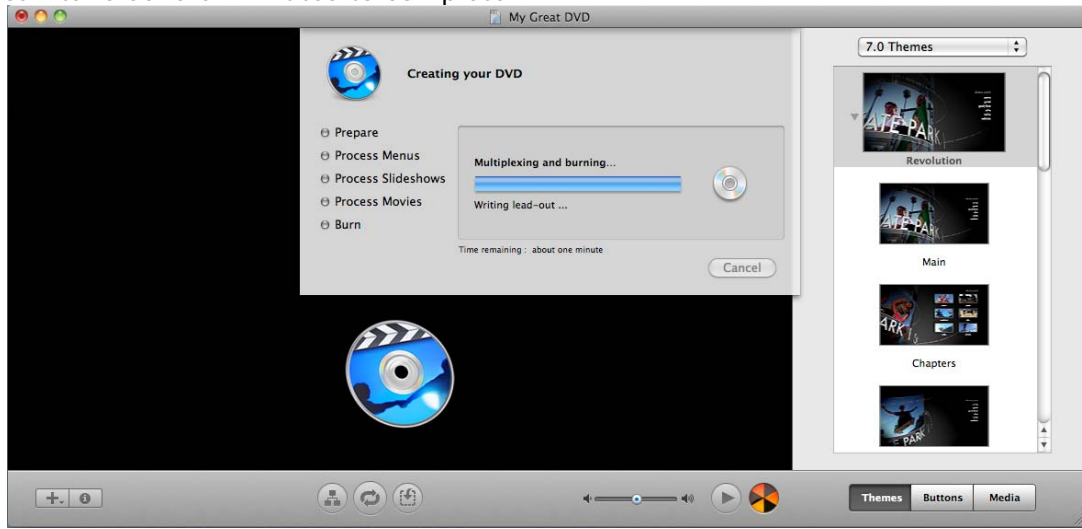 My Great DVD
Creating your DVD
Prepare
Process Menus
Process Slideshows
Process Movies
Burn
Multiplexing and burning...
Writing lead-out ...
Time remaining : about one minute
Cancel
7.0 Themes
Revolution
Main
Chapters
Themes Buttons Media